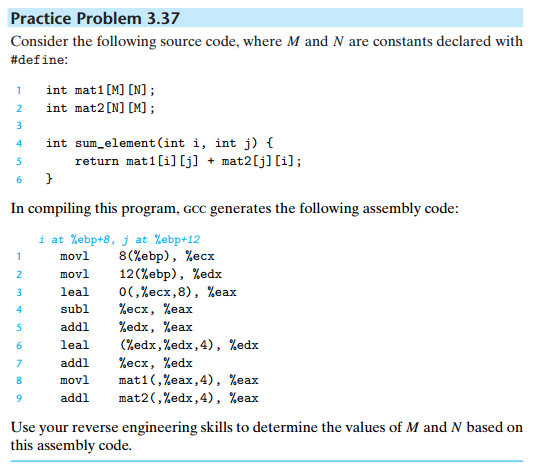 Practice Problem 3.37
Consider the following source code, where M and N are constants declared with
#define:
1 int mat1[M][N];
2 int mat2[N][M];
3
4 int sum_element(int i, int j) {
5 return mat1[i][j] + mat2[j][i];
6 }
In compiling this program, GCC generates the following assembly code:
i at %ebp+8, j at %ebp+12
1 movl 8(%ebp), %ecx
2 movl 12(%ebp), %edx
3 leal 0(,%ecx,8), %eax
4 subl %ecx, %eax
5 addl %edx, %eax
6 leal (%edx,%edx,4), %edx
7 addl %ecx, %edx
8 movl mat1(,%eax,4), %eax
9 addl mat2(,%edx,4), %eax
Use your reverse engineering skills to determine the values of M and N based on
this assembly code.